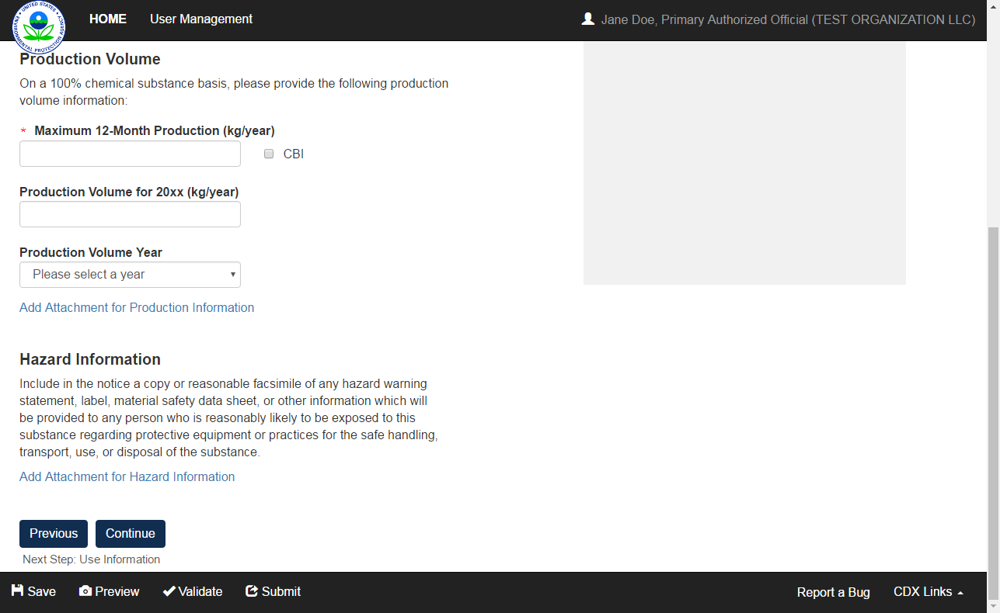 UNITED STATES
ENVIRONMENTAL PROTECTION AGENCY
HOME
User Management
Jane Doe, Primary Authorized Official (TEST ORGANIZATION LLC)
Production Volume
On a 100% chemical substance basis, please provide the following production
volume information:
* Maximum 12-Month Production (kg/year)
CBI
Production Volume for 20xx (kg/year)
Production Volume Year
Please select a year
Add Attachment for Production Information
Hazard Information
Include in the notice a copy or reasonable facsimile of any hazard warning
statement, label, material safety data sheet, or other information which will
be provided to any person who is reasonably likely to be exposed to this
substance regarding protective equipment or practices for the safe handling,
transport, use, or disposal of the substance.
Add Attachment for Hazard Information
Previous
Continue
Next Step: Use Information
Save
Preview
Validate
Submit
Report a Bug
CDX Links